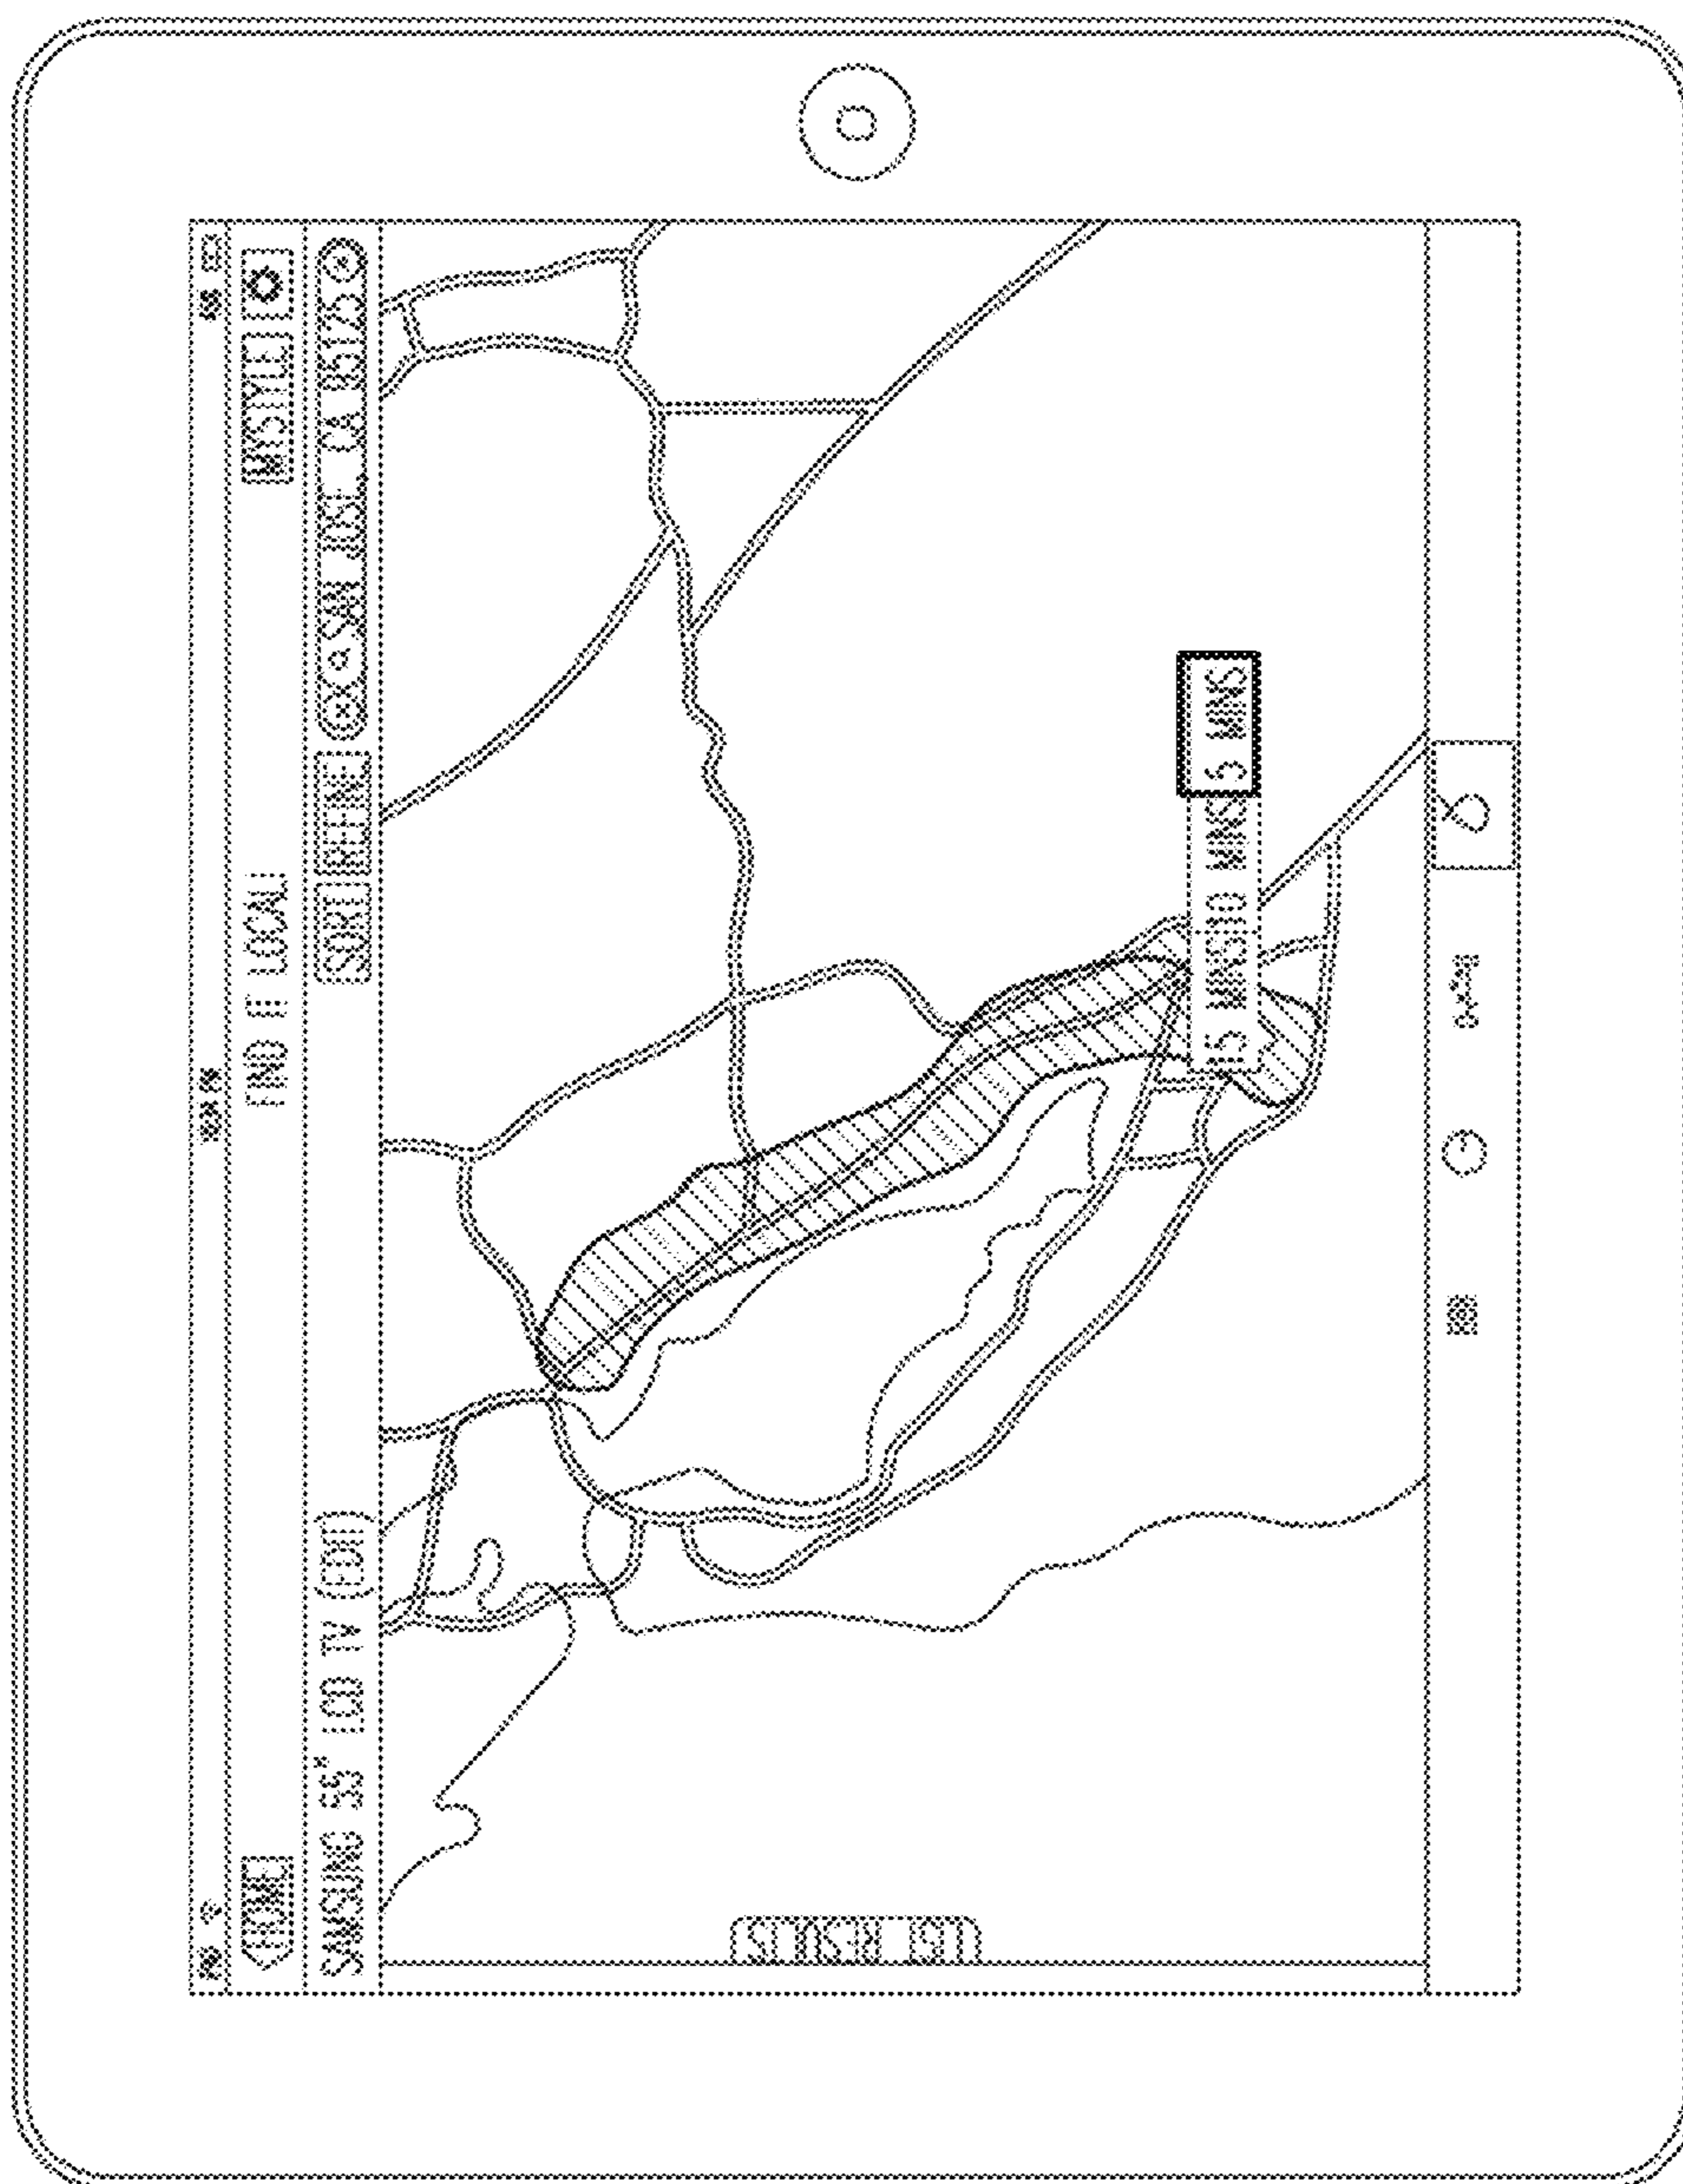 HOME FIND IT LOCAL! MYSTYLE
SAMSUNG 55" LCD TV (EDIT) SORT REFINE SAN JOSE, CA 95125
LIST RESULTS
15 MINS 10 MINS 5 MINS